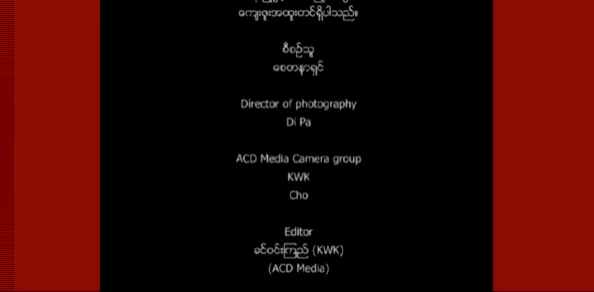 ကျေးဇူးအထူးတင်ရှိပါသည်။
စီစဉ်သူ
စေတနာရှင်
Director of photography
Di Pa
ACD Media Camera group
KWK
Cho
Editor
ခင်ဝင်းကြည် (KWK)
(ACD Media)